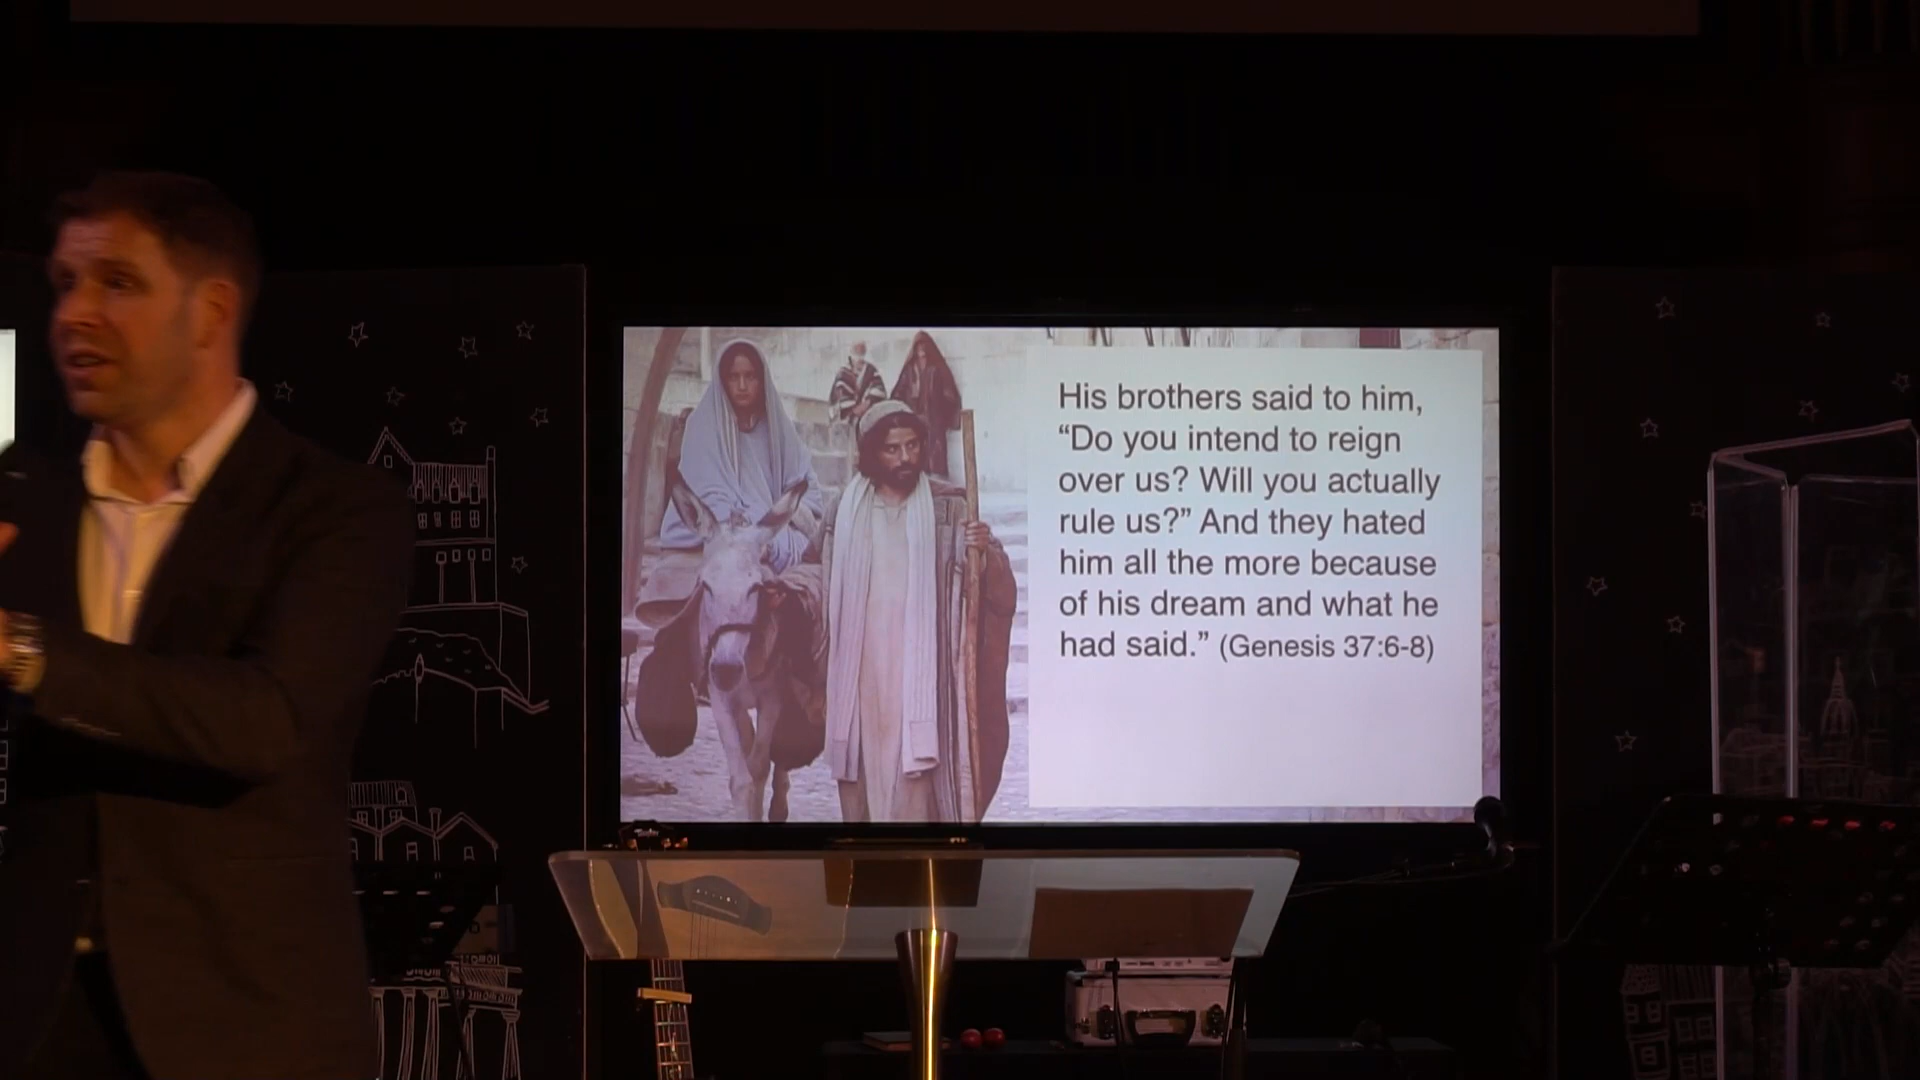 His brothers said to him,
“Do you intend to reign
over us? Will you actually
rule us?” And they hated
him all the more because
of his dream and what he
had said.” (Genesis 37:6-8)